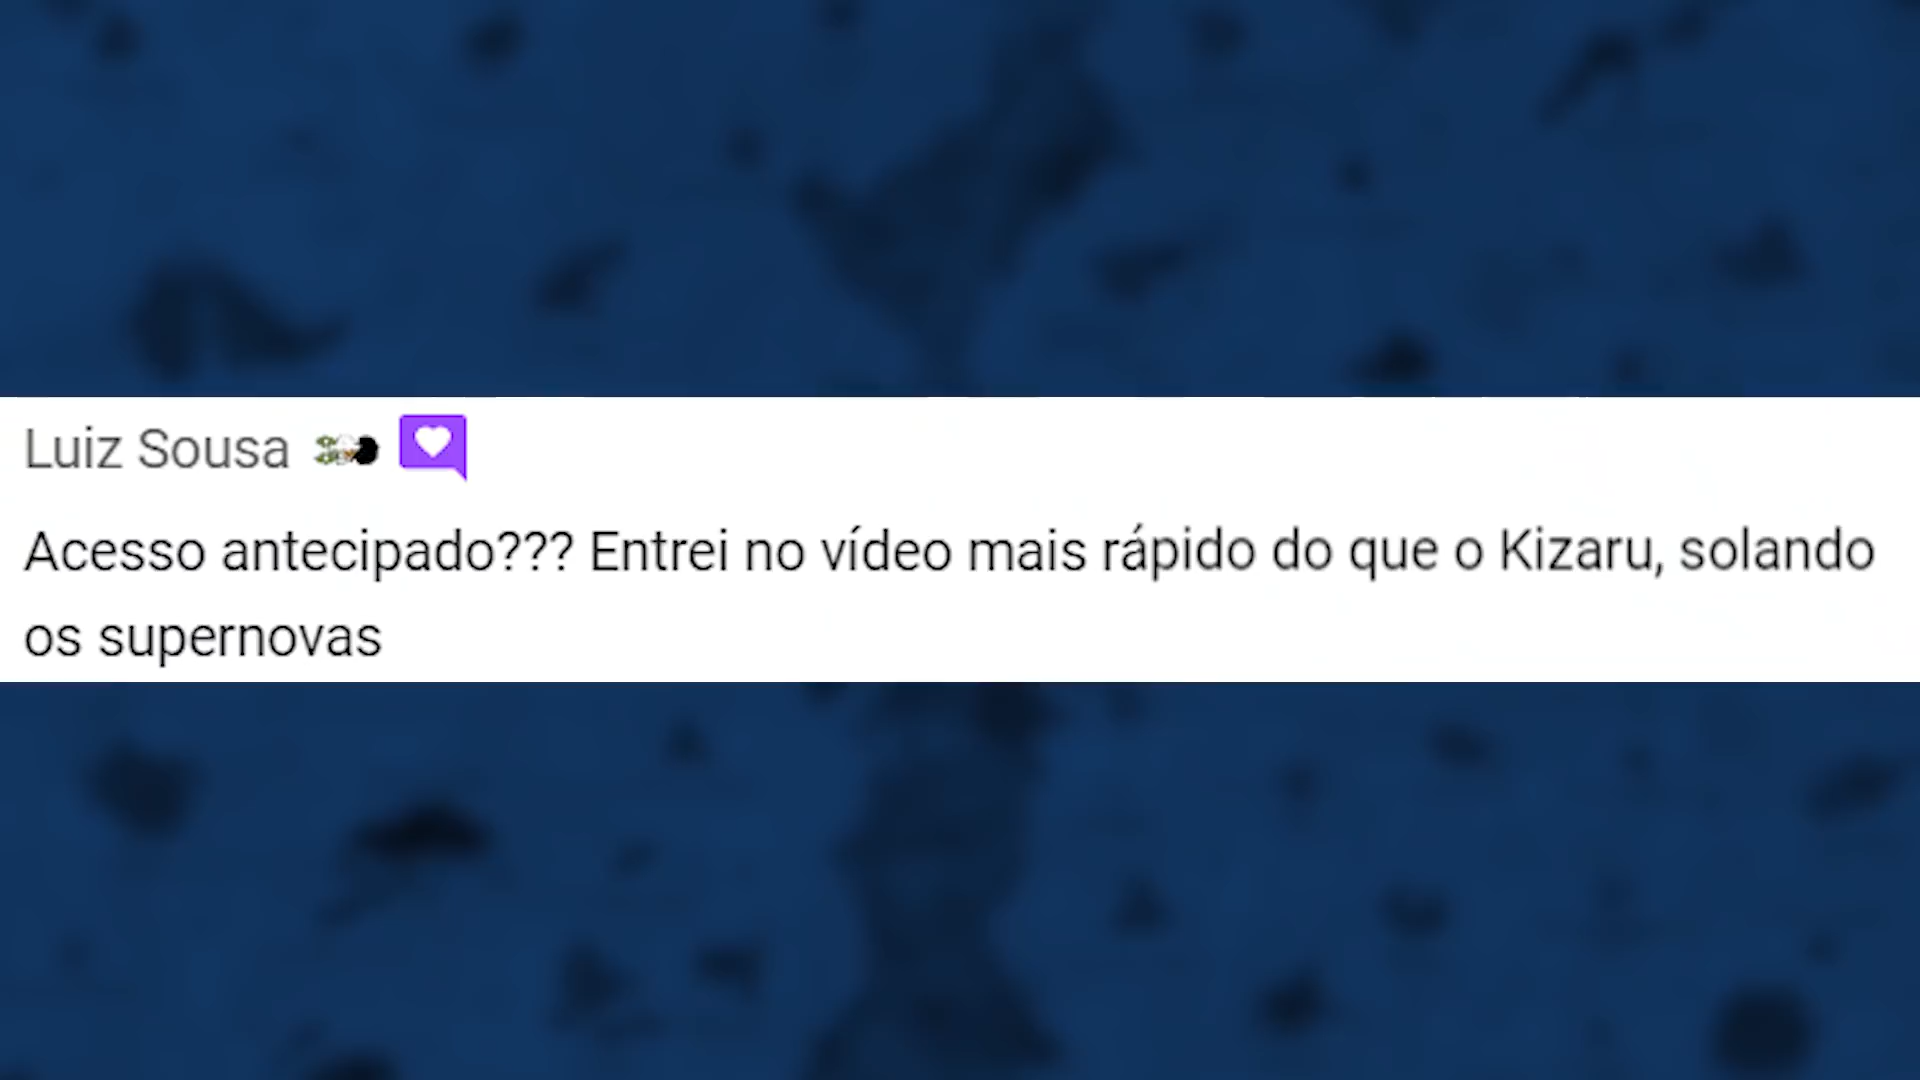 Luiz Sousa
Acesso antecipado??? Entrei no vídeo mais rápido do que o Kizaru, solando
os supernovas